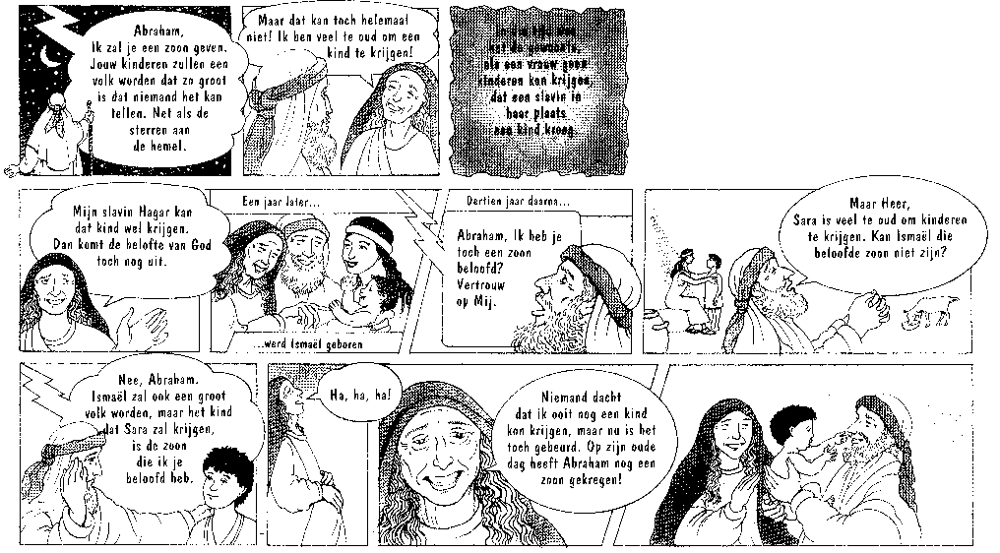 Abraham,
Ik zal je een zoon geven.
Jouw kinderen zullen een
volk worden dat zo groot
is dat niemand het kan
tellen. Net als de
sterren aan
de hemel.
Maar dat kan toch helemaal
niet! Ik ben veel te oud om een
kind te krijgen!
het de gewoonte,
als een vrouw geen
kinderen kon krijgen,
dat een slavin in
haar plaats
een kind kreeg.
Mijn slavin Hagar kan
dat kind wel krijgen.
Dan komt de belofte van God
toch nog uit.
Een jaar later...
...werd Ismaël geboren
Dertien jaar daarna...
Abraham, Ik heb je
toch een zoon
beloofd?
Vertrouw
op Mij.
Maar Heer,
Sara is veel te oud om kinderen
te krijgen. Kan Ismaël die
beloofde zoon niet zijn?
Nee, Abraham.
Ismaël zal ook een groot
volk worden, maar het kind
dat Sara zal krijgen,
is de zoon
die ik je
beloofd heb.
Ha, ha, ha!
Niemand dacht
dat ik ooit nog een kind
kon krijgen, maar nu is het
toch gebeurd. Op zijn oude
dag heeft Abraham nog een
zoon gekregen!